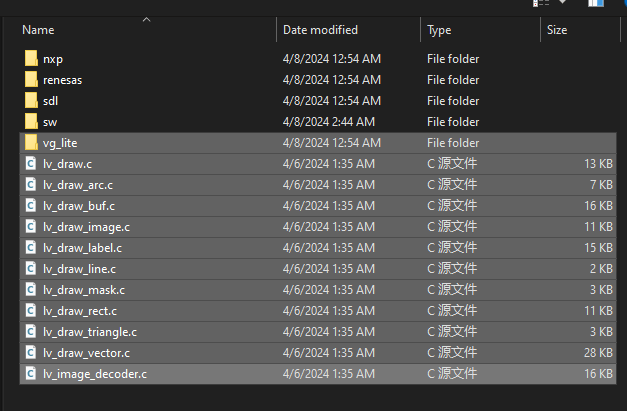 Name Date modified Type Size
nxp 4/8/2024 12:54 AM File folder
renesas 4/8/2024 12:54 AM File folder
sdl 4/8/2024 12:54 AM File folder
sw 4/8/2024 2:44 AM File folder
vg_lite 4/8/2024 12:54 AM File folder
lv_draw.c 4/6/2024 1:35 AM C 源文件 13 KB
lv_draw_arc.c 4/6/2024 1:35 AM C 源文件 7 KB
lv_draw_buf.c 4/6/2024 1:35 AM C 源文件 16 KB
lv_draw_image.c 4/6/2024 1:35 AM C 源文件 11 KB
lv_draw_label.c 4/6/2024 1:35 AM C 源文件 15 KB
lv_draw_line.c 4/6/2024 1:35 AM C 源文件 2 KB
lv_draw_mask.c 4/6/2024 1:35 AM C 源文件 3 KB
lv_draw_rect.c 4/6/2024 1:35 AM C 源文件 11 KB
lv_draw_triangle.c 4/6/2024 1:35 AM C 源文件 3 KB
lv_draw_vector.c 4/6/2024 1:35 AM C 源文件 28 KB
lv_image_decoder.c 4/6/2024 1:35 AM C 源文件 16 KB